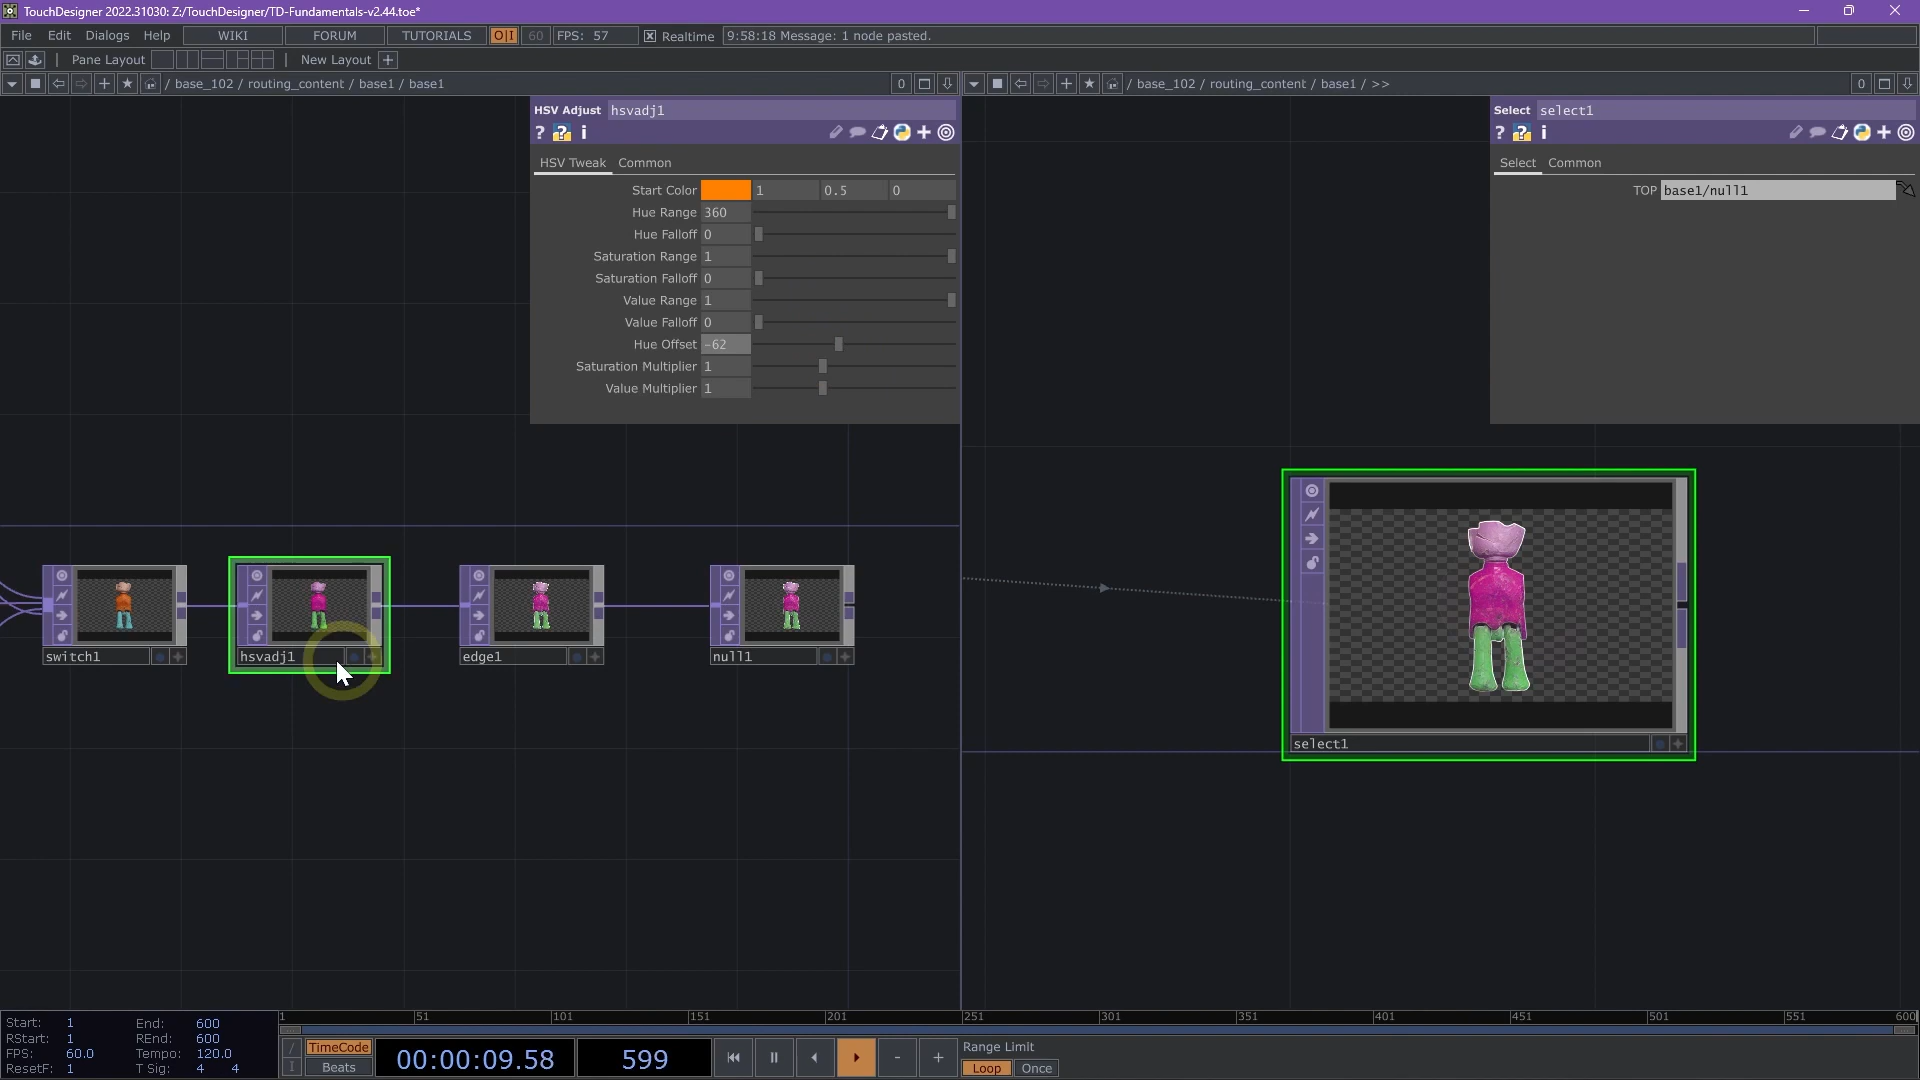 TouchDesigner 2022.31030: Z:/TouchDesigner/TD-Fundamentals-v2.44.toe*
File Edit Dialogs Help WIKI FORUM TUTORIALS O|I 60 FPS: 57 Realtime 9:58:18 Message: 1 node pasted.
Pane Layout New Layout +
/ base_102 / routing_content / base1 / base1 0
/ base_102 / routing_content / base1 / >> 0
HSV Adjust hsvadj1
HSV Tweak Common
Start Color 1 0.5 0
Hue Range 360
Hue Falloff 0
Saturation Range 1
Saturation Falloff 0
Value Range 1
Value Falloff 0
Hue Offset -62
Saturation Multiplier 1
Value Multiplier 1
Select select1
Select Common
TOP base1/null1
switch1
hsvadj1
edge1
null1
select1
1 51 101 151 201 251 301 351 401 451 501 551 600
Start: 1 End: 600
RStart: 1 REnd: 600
FPS: 60.0 Tempo: 120.0
ResetF: 1 T Sig: 4 4
TimeCode
Beats
00:00:09.58
599
Range Limit
Loop Once